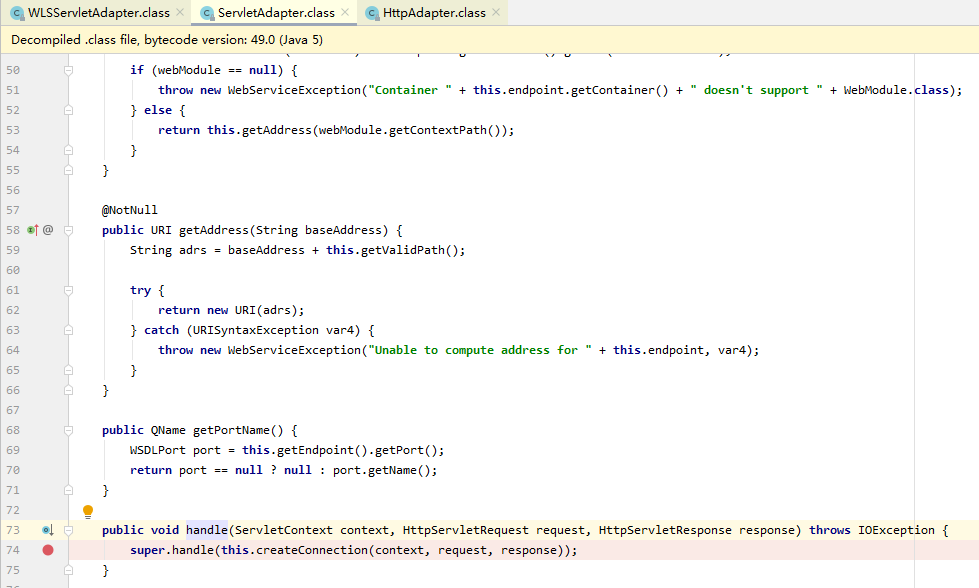 WLSServletAdapter.class × ServletAdapter.class × HttpAdapter.class ×
Decompiled .class file, bytecode version: 49.0 (Java 5)
50 if (webModule == null) {
51 throw new WebServiceException("Container " + this.endpoint.getContainer() + " doesn't support " + WebModule.class);
52 } else {
53 return this.getAddress(webModule.getContextPath());
54 }
55 }
56
57 @NotNull
58 @ public URI getAddress(String baseAddress) {
59 String adrs = baseAddress + this.getValidPath();
60
61 try {
62 return new URI(adrs);
63 } catch (URISyntaxException var4) {
64 throw new WebServiceException("Unable to compute address for " + this.endpoint, var4);
65 }
66 }
67
68 public QName getPortName() {
69 WSDLPort port = this.getEndpoint().getPort();
70 return port == null ? null : port.getName();
71 }
72
73 public void handle(ServletContext context, HttpServletRequest request, HttpServletResponse response) throws IOException {
74 super.handle(this.createConnection(context, request, response));
75 }